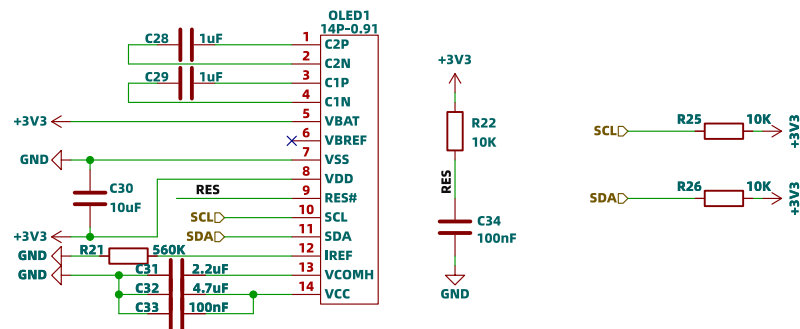 OLED1
14P-0.91
C28 1uF 1 C2P
2 C2N
C29 1uF 3 C1P
4 C1N
+3V3 5 VBAT
6 VBREF
GND 7 VSS
8 VDD
C30
10uF
RES 9 RES#
SCL 10 SCL
+3V3 SDA 11 SDA
GND R21 560K 12 IREF
GND C31 2.2uF 13 VCOMH
C32 4.7uF 14 VCC
C33 100nF
+3V3
R22
10K
RES
C34
100nF
GND
SCL R25 10K +3V3
SDA R26 10K +3V3